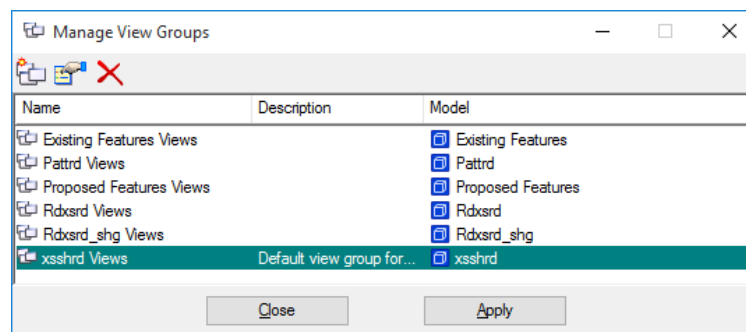 Manage View Groups
Name Description Model
Existing Features Views Existing Features
Pattrd Views Pattrd
Proposed Features Views Proposed Features
Rdxsrd Views Rdxsrd
Rdxsrd_shg Views Rdxsrd_shg
xsshrd Views Default view group for... xsshrd
Close Apply